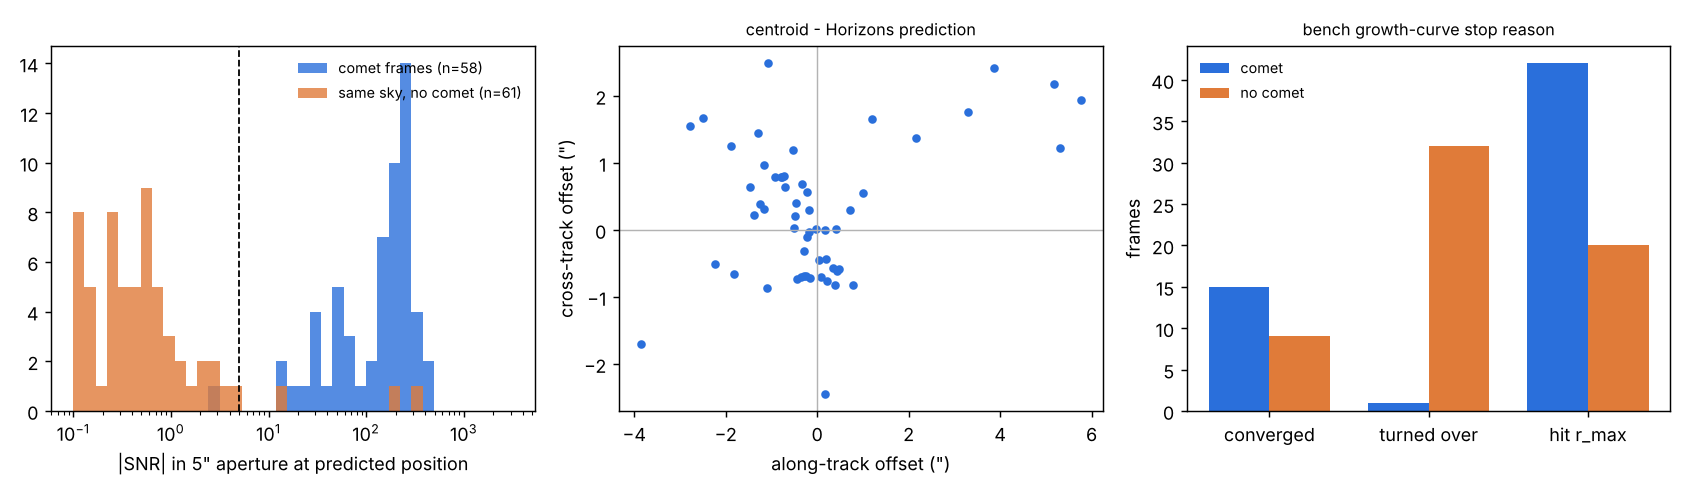 comet frames (n=58)
same sky, no comet (n=61)
14
12
10
8
6
4
2
0
10⁻¹
10⁰
10¹
10²
10³
|SNR| in 5" aperture at predicted position
centroid - Horizons prediction
cross-track offset (")
2
1
0
−1
−2
−4
−2
0
2
4
6
along-track offset (")
bench growth-curve stop reason
comet
no comet
frames
40
35
30
25
20
15
10
5
0
converged
turned over
hit r_max